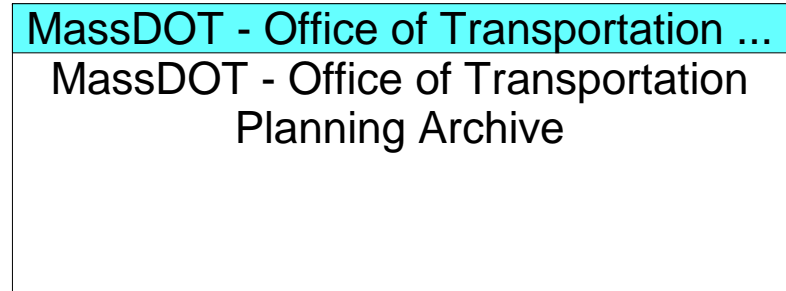 MassDOT - Office of Transportation ...
MassDOT - Office of Transportation
Planning Archive